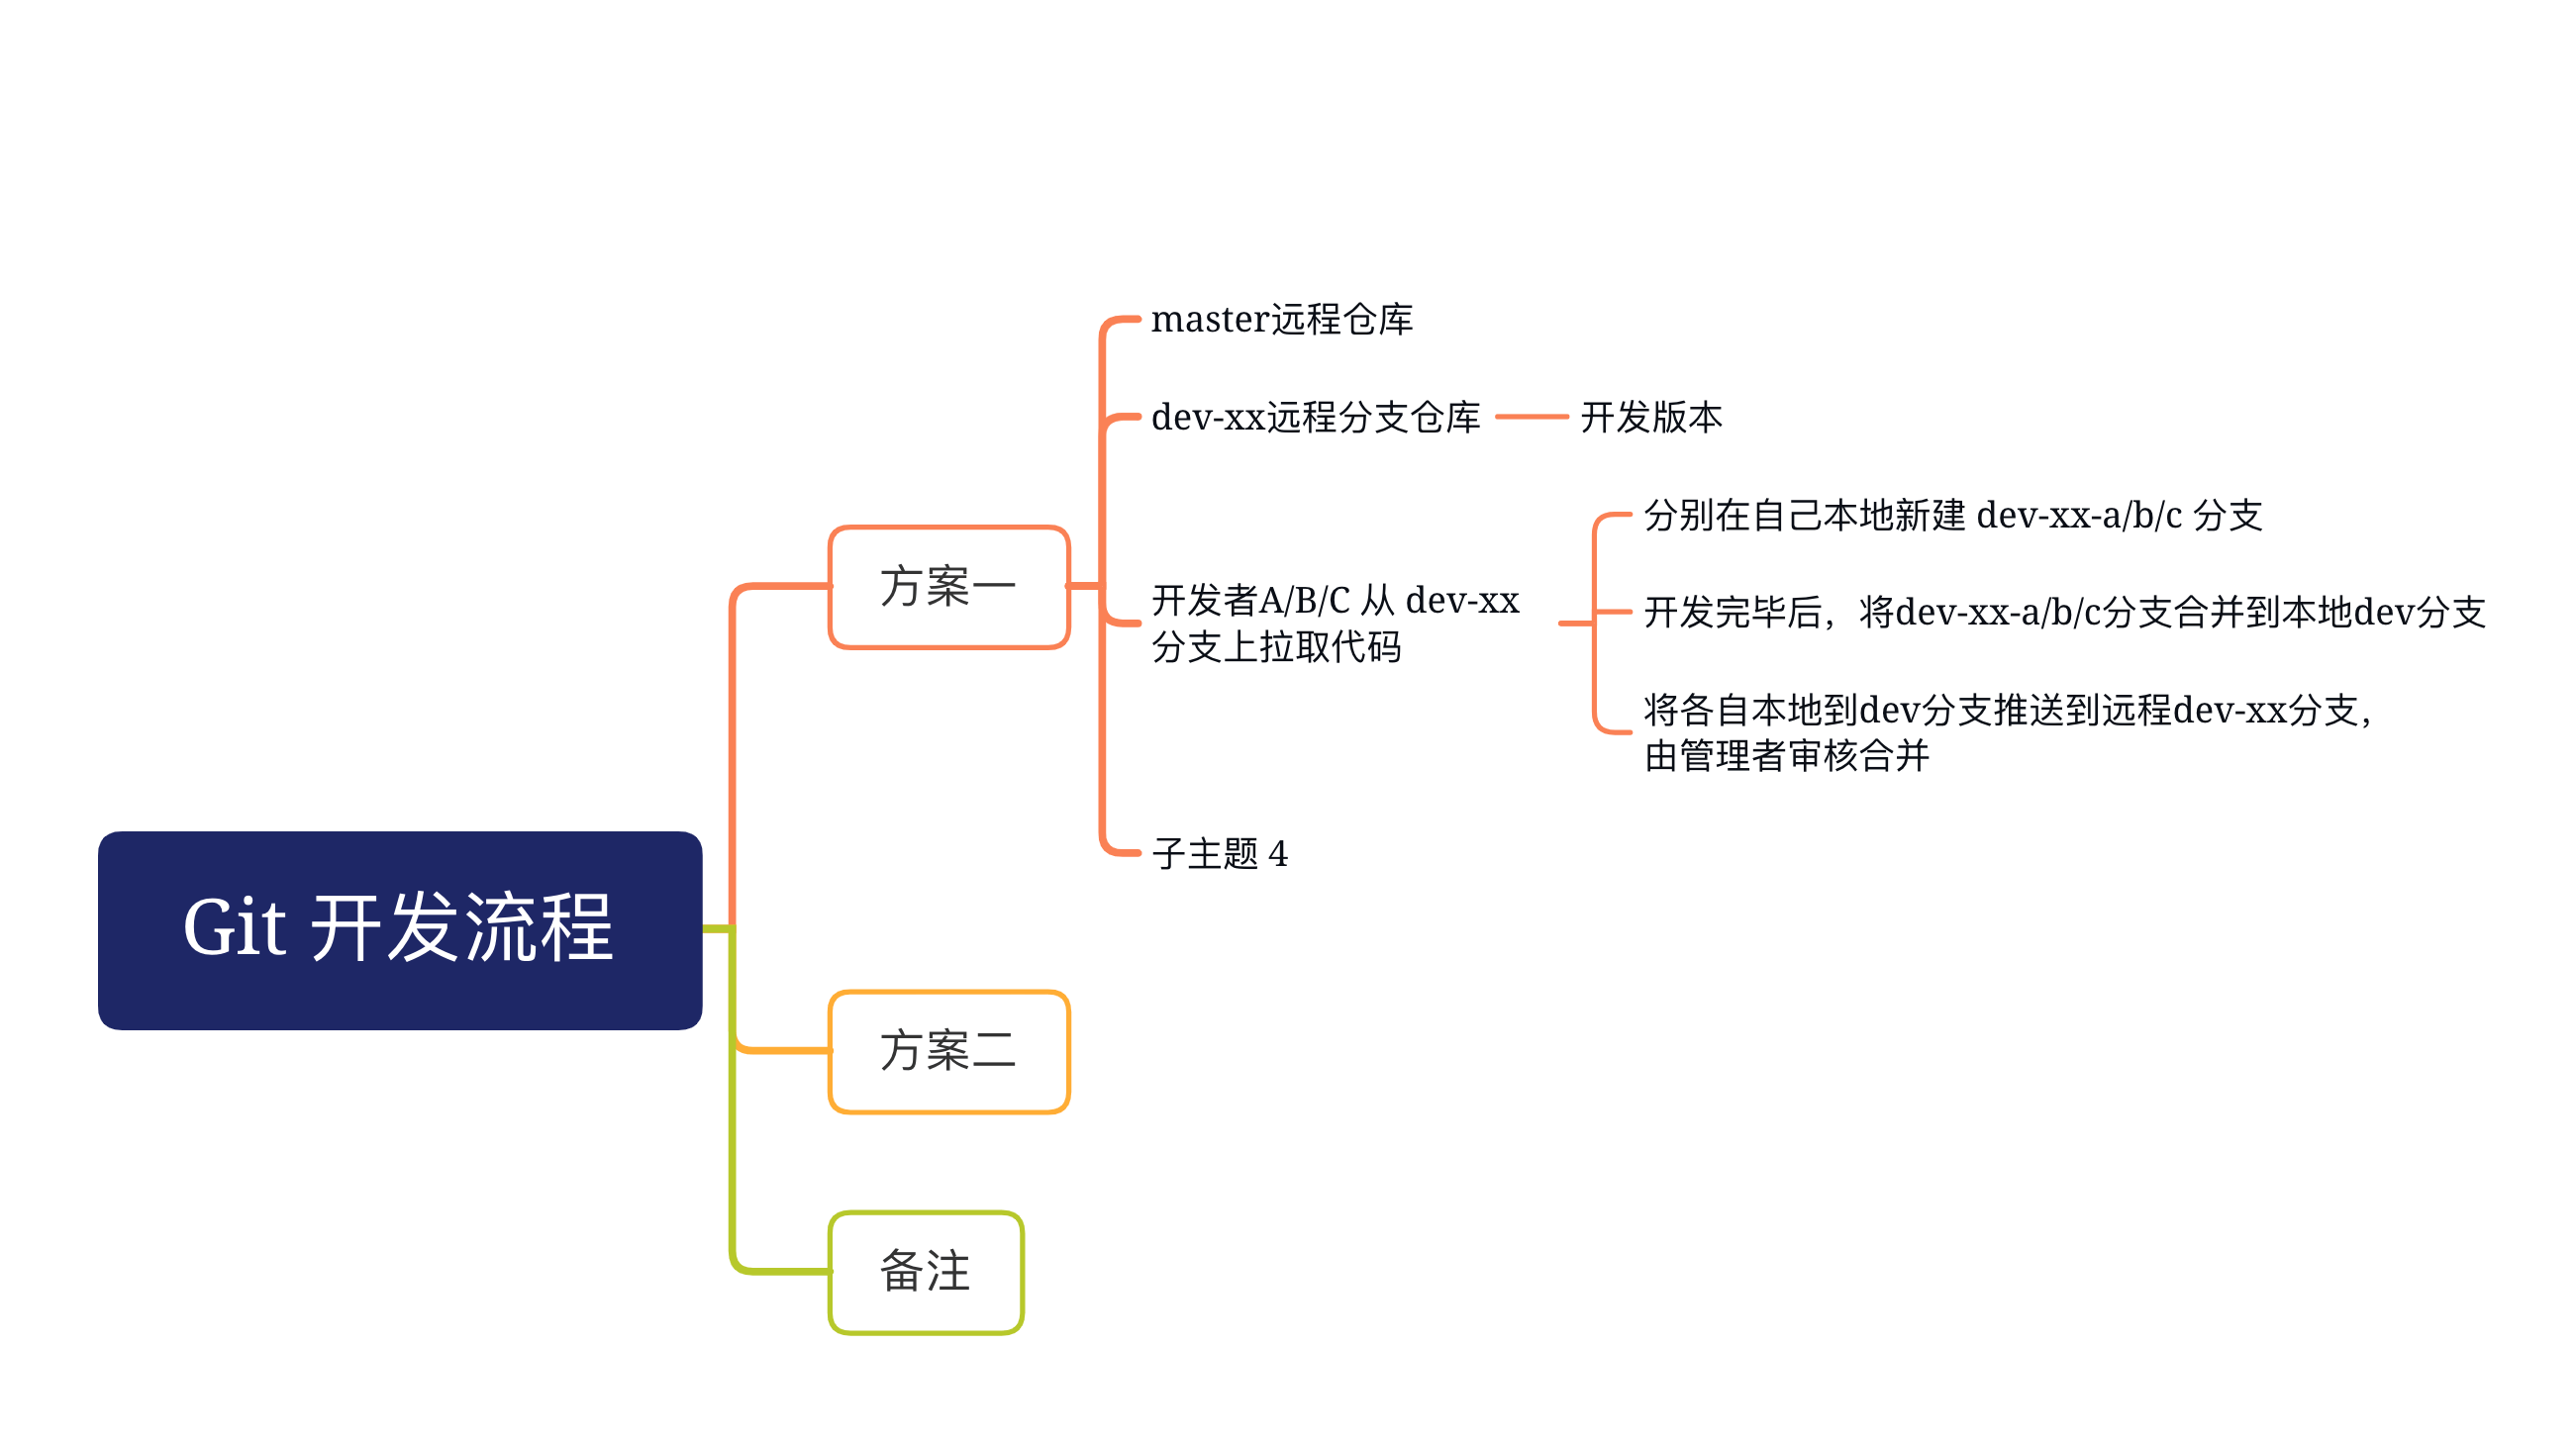 master远程仓库
dev-xx远程分支仓库
开发版本
分别在自己本地新建 dev-xx-a/b/c 分支
方案一
开发者A/B/C 从 dev-xx
分支上拉取代码
开发完毕后，将dev-xx-a/b/c分支合并到本地dev分支
将各自本地到dev分支推送到远程dev-xx分支，
由管理者审核合并
子主题 4
Git 开发流程
方案二
备注